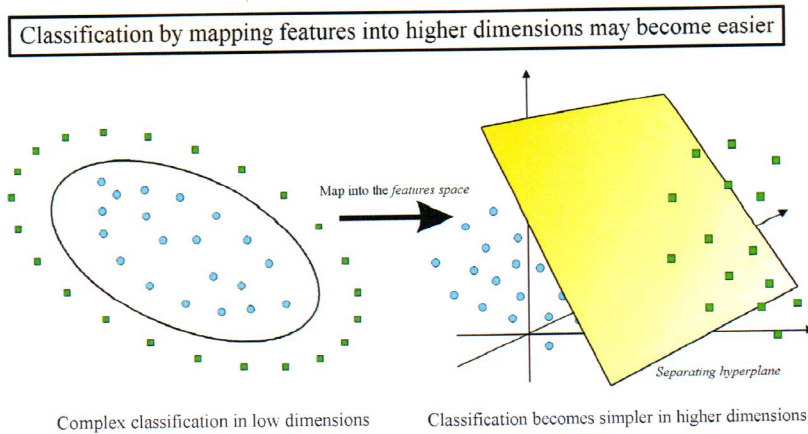 Classification by mapping features into higher dimensions may become easier
Map into the features space
Separating hyperplane
Complex classification in low dimensions
Classification becomes simpler in higher dimensions